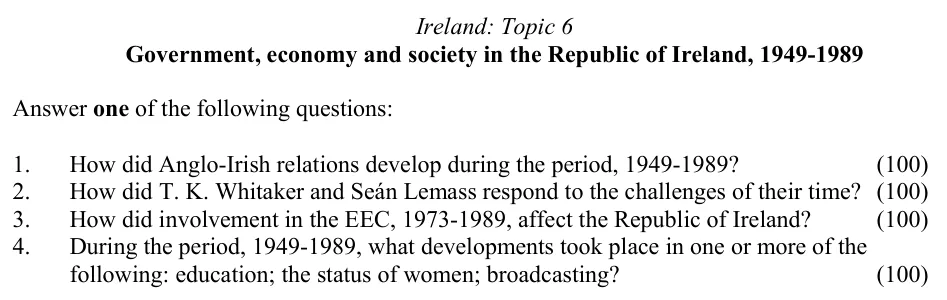 Ireland: Topic 6
Government, economy and society in the Republic of Ireland, 1949-1989
Answer one of the following questions:
1. How did Anglo-Irish relations develop during the period, 1949-1989? (100)
2. How did T. K. Whitaker and Seán Lemass respond to the challenges of their time? (100)
3. How did involvement in the EEC, 1973-1989, affect the Republic of Ireland? (100)
4. During the period, 1949-1989, what developments took place in one or more of the
following: education; the status of women; broadcasting? (100)